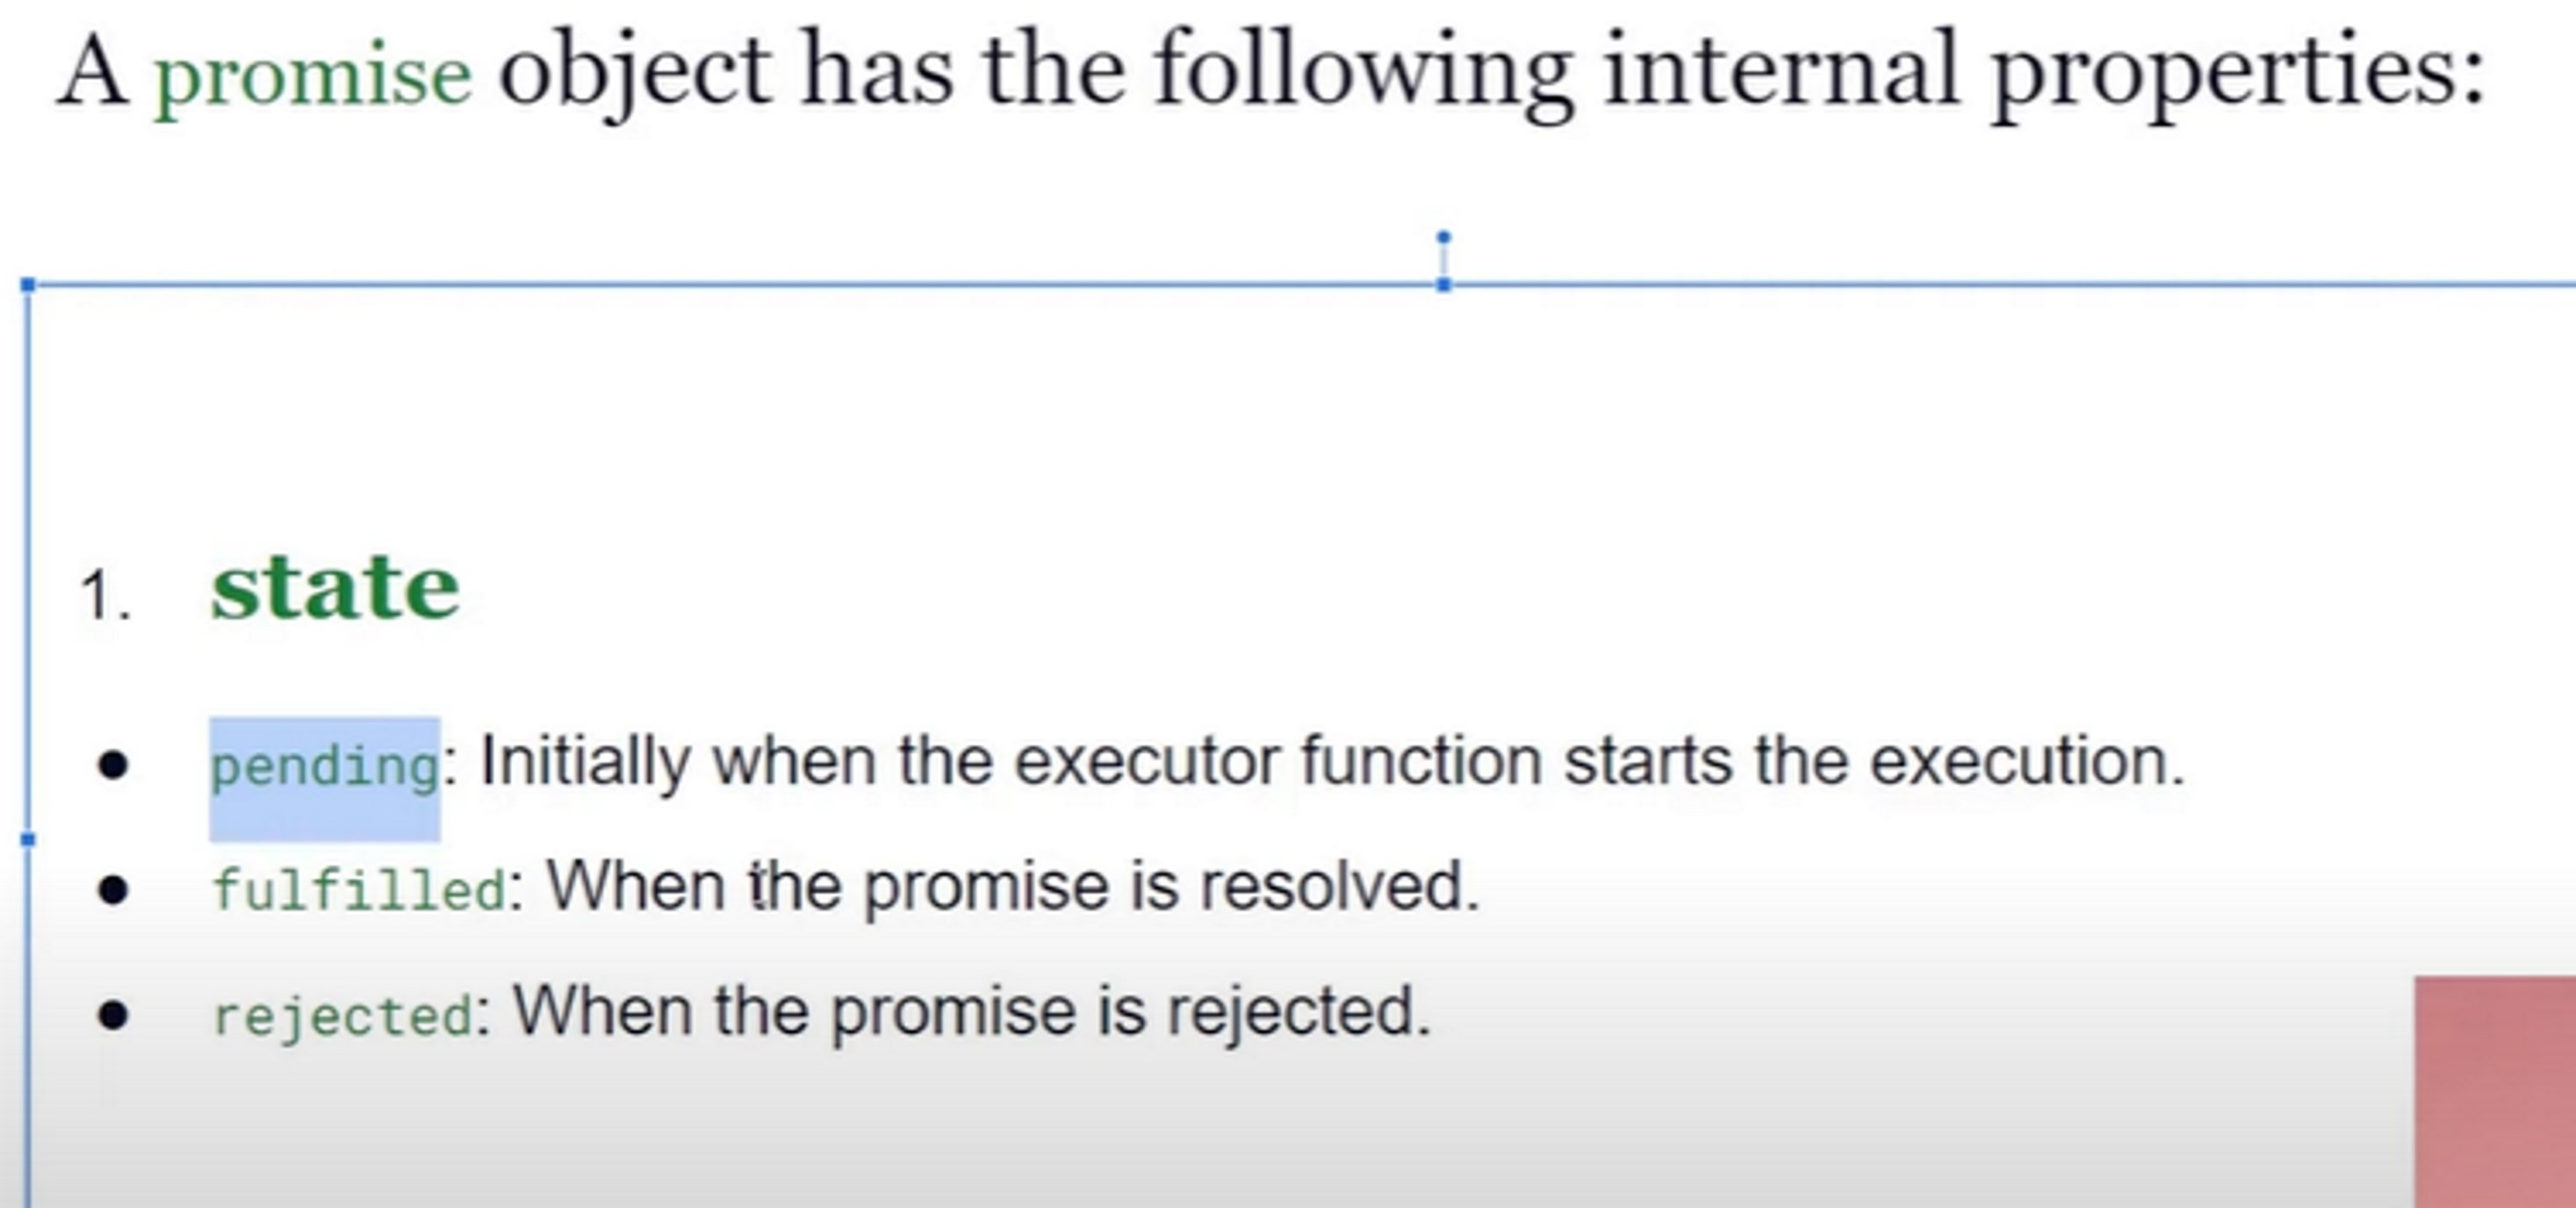 A promise object has the following internal properties:
1. state
● pending: Initially when the executor function starts the execution.
● fulfilled: When the promise is resolved.
● rejected: When the promise is rejected.